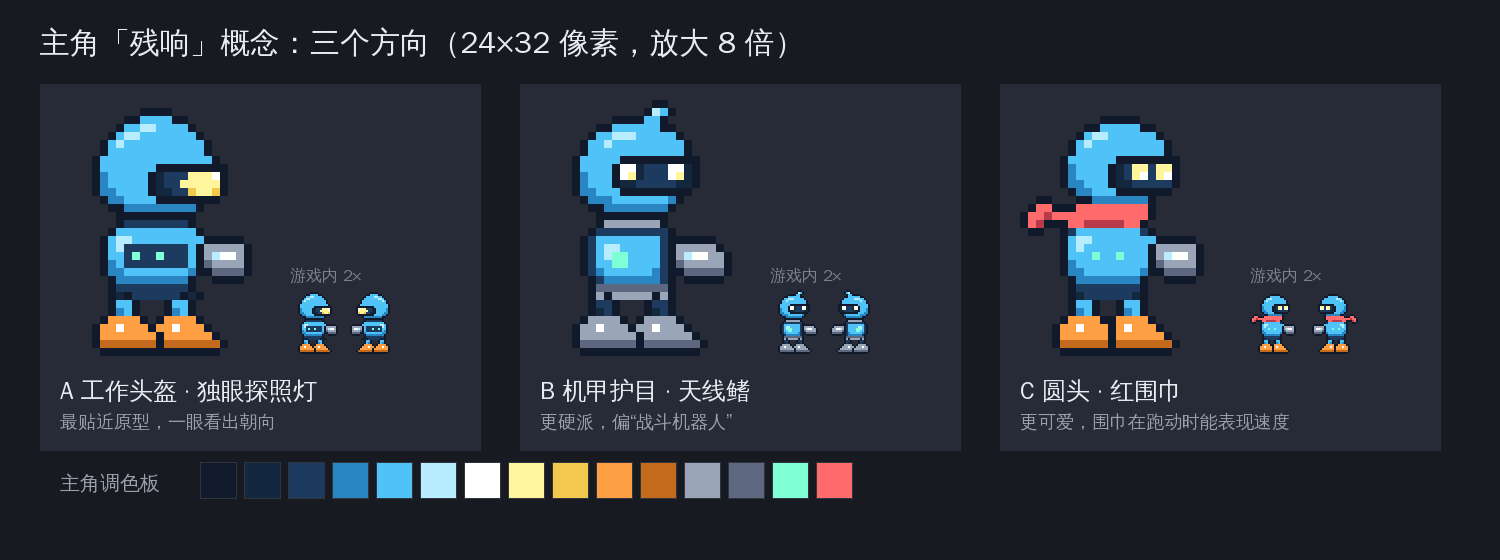 主角「残响」概念：三个方向（24×32 像素，放大 8 倍）
游戏内 2×
A 工作头盔 · 独眼探照灯
最贴近原型，一眼看出朝向
游戏内 2×
B 机甲护目 · 天线鳍
更硬派，偏“战斗机器人”
游戏内 2×
C 圆头 · 红围巾
更可爱，围巾在跑动时能表现速度
主角调色板